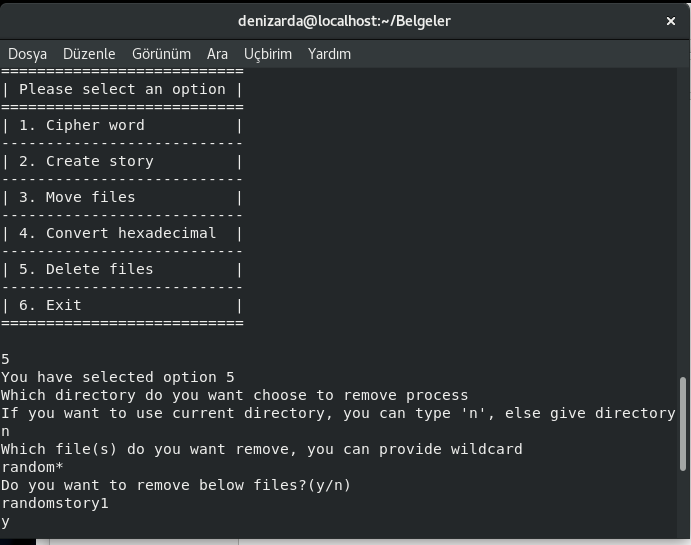 denizarda@localhost:~/Belgeler
×
Dosya Düzenle Görünüm Ara Uçbirim Yardım
===========================
| Please select an option |
===========================
| 1. Cipher word          |
---------------------------
| 2. Create story         |
---------------------------
| 3. Move files           |
---------------------------
| 4. Convert hexadecimal  |
---------------------------
| 5. Delete files         |
---------------------------
| 6. Exit                 |
===========================
5
You have selected option 5
Which directory do you want choose to remove process
If you want to use current directory, you can type 'n', else give directory
n
Which file(s) do you want remove, you can provide wildcard
random*
Do you want to remove below files?(y/n)
randomstory1
y